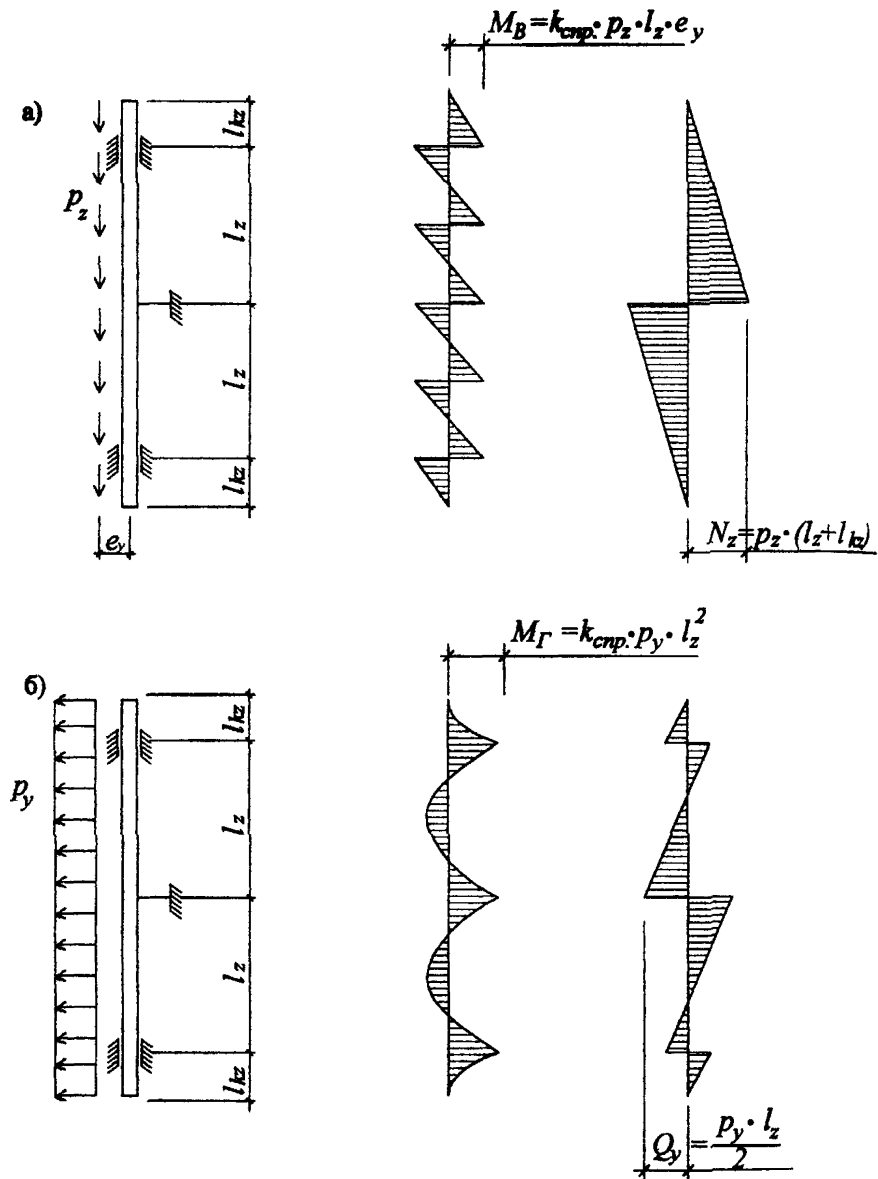 M_B = k_спр. · p_z · l_z · e_y
а)
l_kz
p_z
l_z
l_z
l_kz
e_y
N_z = p_z · (l_z + l_kz)
M_Г = k_спр. · p_y · l_z^2
б)
l_kz
l_z
p_y
l_z
l_kz
Q_y = p_y · l_z / 2